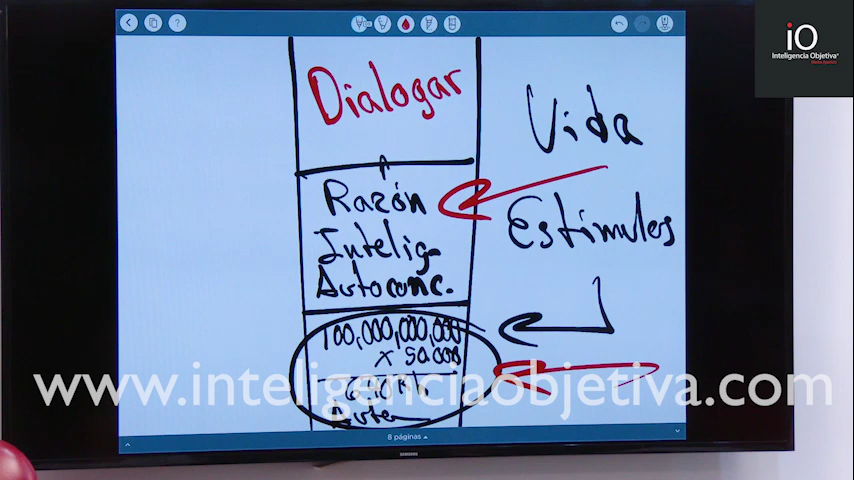 iO
Inteligencia Objetiva
Dialogar
Razón
Intelig.
Autoconc.
100,000,000,000
x 50,000
Vida
Estímulos
www.inteligenciaobjetiva.com
8 páginas
SAMSUNG